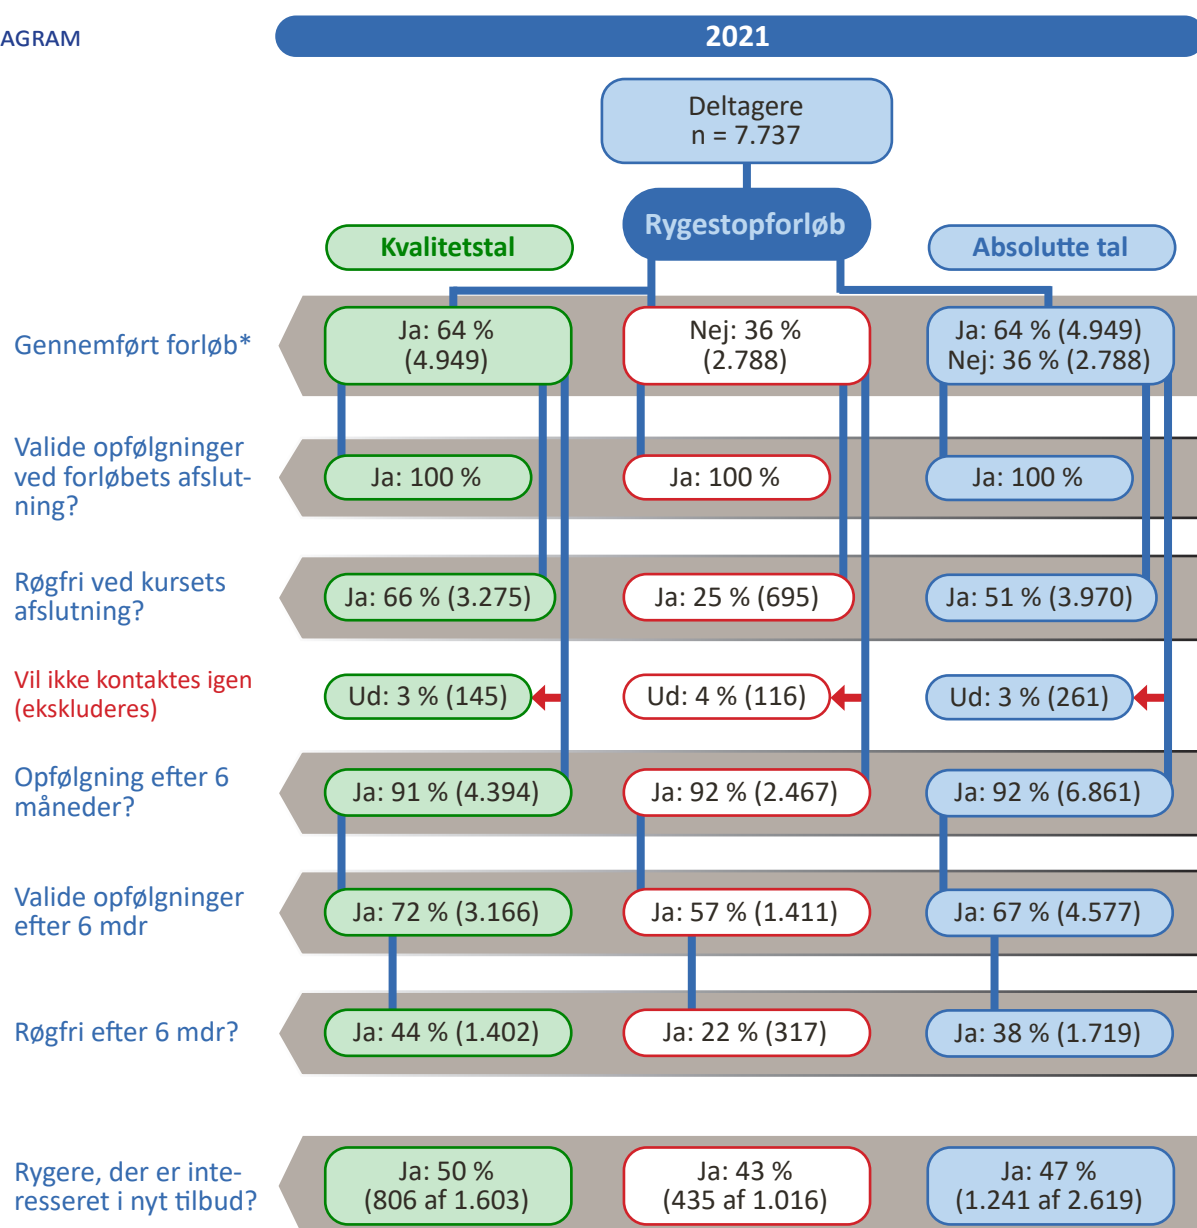 AGRAM
2021
Deltagere
n = 7.737
Rygestopforløb
Kvalitetstal
Absolutte tal
Gennemført forløb*
Ja: 64 %
(4.949)
Nej: 36 %
(2.788)
Ja: 64 % (4.949)
Nej: 36 % (2.788)
Valide opfølgninger
ved forløbets afslut-
ning?
Ja: 100 %
Ja: 100 %
Ja: 100 %
Røgfri ved kursets
afslutning?
Ja: 66 % (3.275)
Ja: 25 % (695)
Ja: 51 % (3.970)
Vil ikke kontaktes igen
(ekskluderes)
Ud: 3 % (145)
Ud: 4 % (116)
Ud: 3 % (261)
Opfølgning efter 6
måneder?
Ja: 91 % (4.394)
Ja: 92 % (2.467)
Ja: 92 % (6.861)
Valide opfølgninger
efter 6 mdr
Ja: 72 % (3.166)
Ja: 57 % (1.411)
Ja: 67 % (4.577)
Røgfri efter 6 mdr?
Ja: 44 % (1.402)
Ja: 22 % (317)
Ja: 38 % (1.719)
Rygere, der er inte-
resseret i nyt tilbud?
Ja: 50 %
(806 af 1.603)
Ja: 43 %
(435 af 1.016)
Ja: 47 %
(1.241 af 2.619)